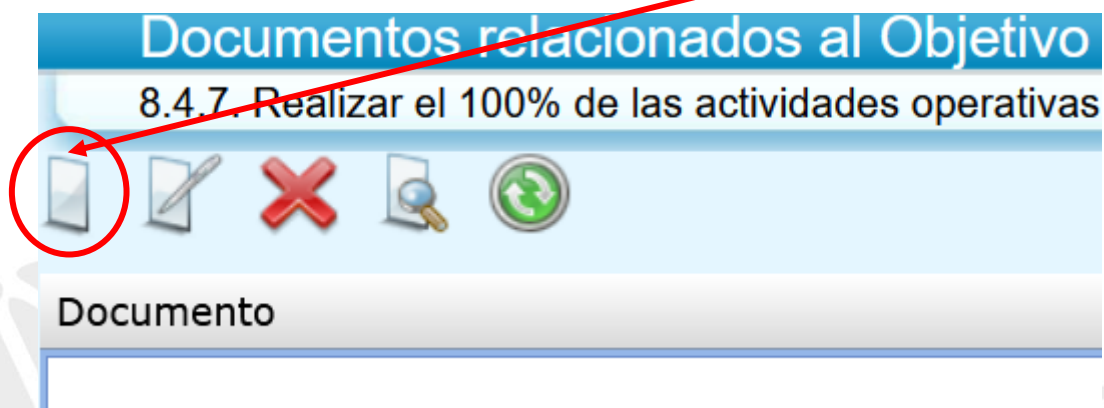 Documentos relacionados al Objetivo
8.4.7. Realizar el 100% de las actividades operativas
Documento